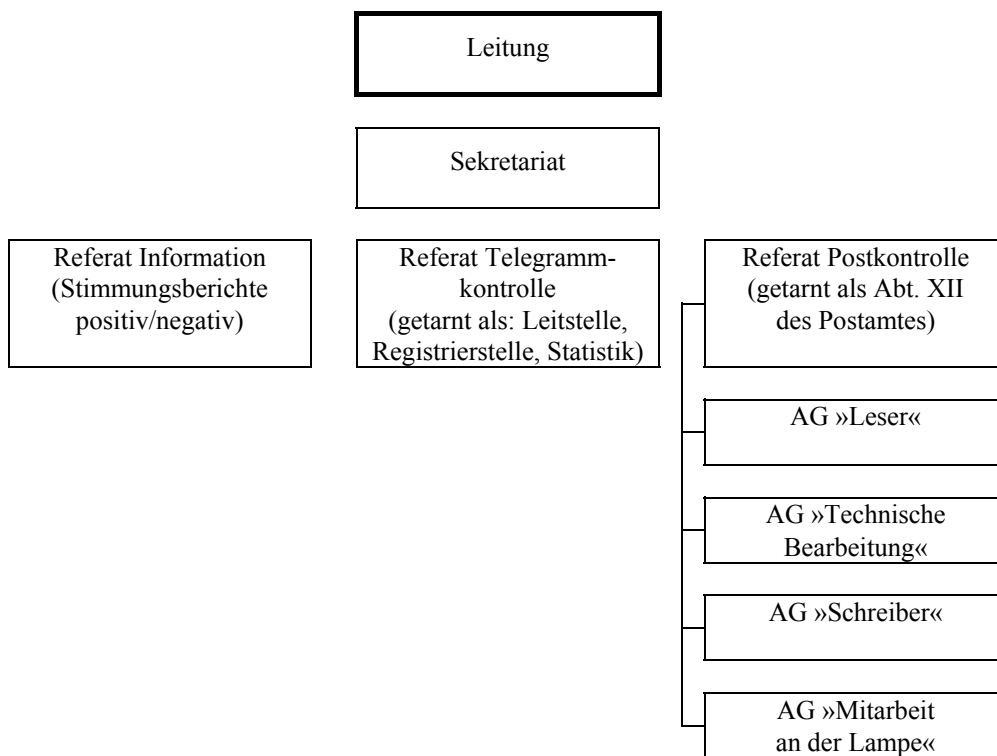 Leitung
Sekretariat
Referat Information
(Stimmungsberichte
positiv/negativ)
Referat Telegramm-
kontrolle
(getarnt als: Leitstelle,
Registrierstelle, Statistik)
Referat Postkontrolle
(getarnt als Abt. XII
des Postamtes)
AG »Leser«
AG »Technische
Bearbeitung«
AG »Schreiber«
AG »Mitarbeit
an der Lampe«